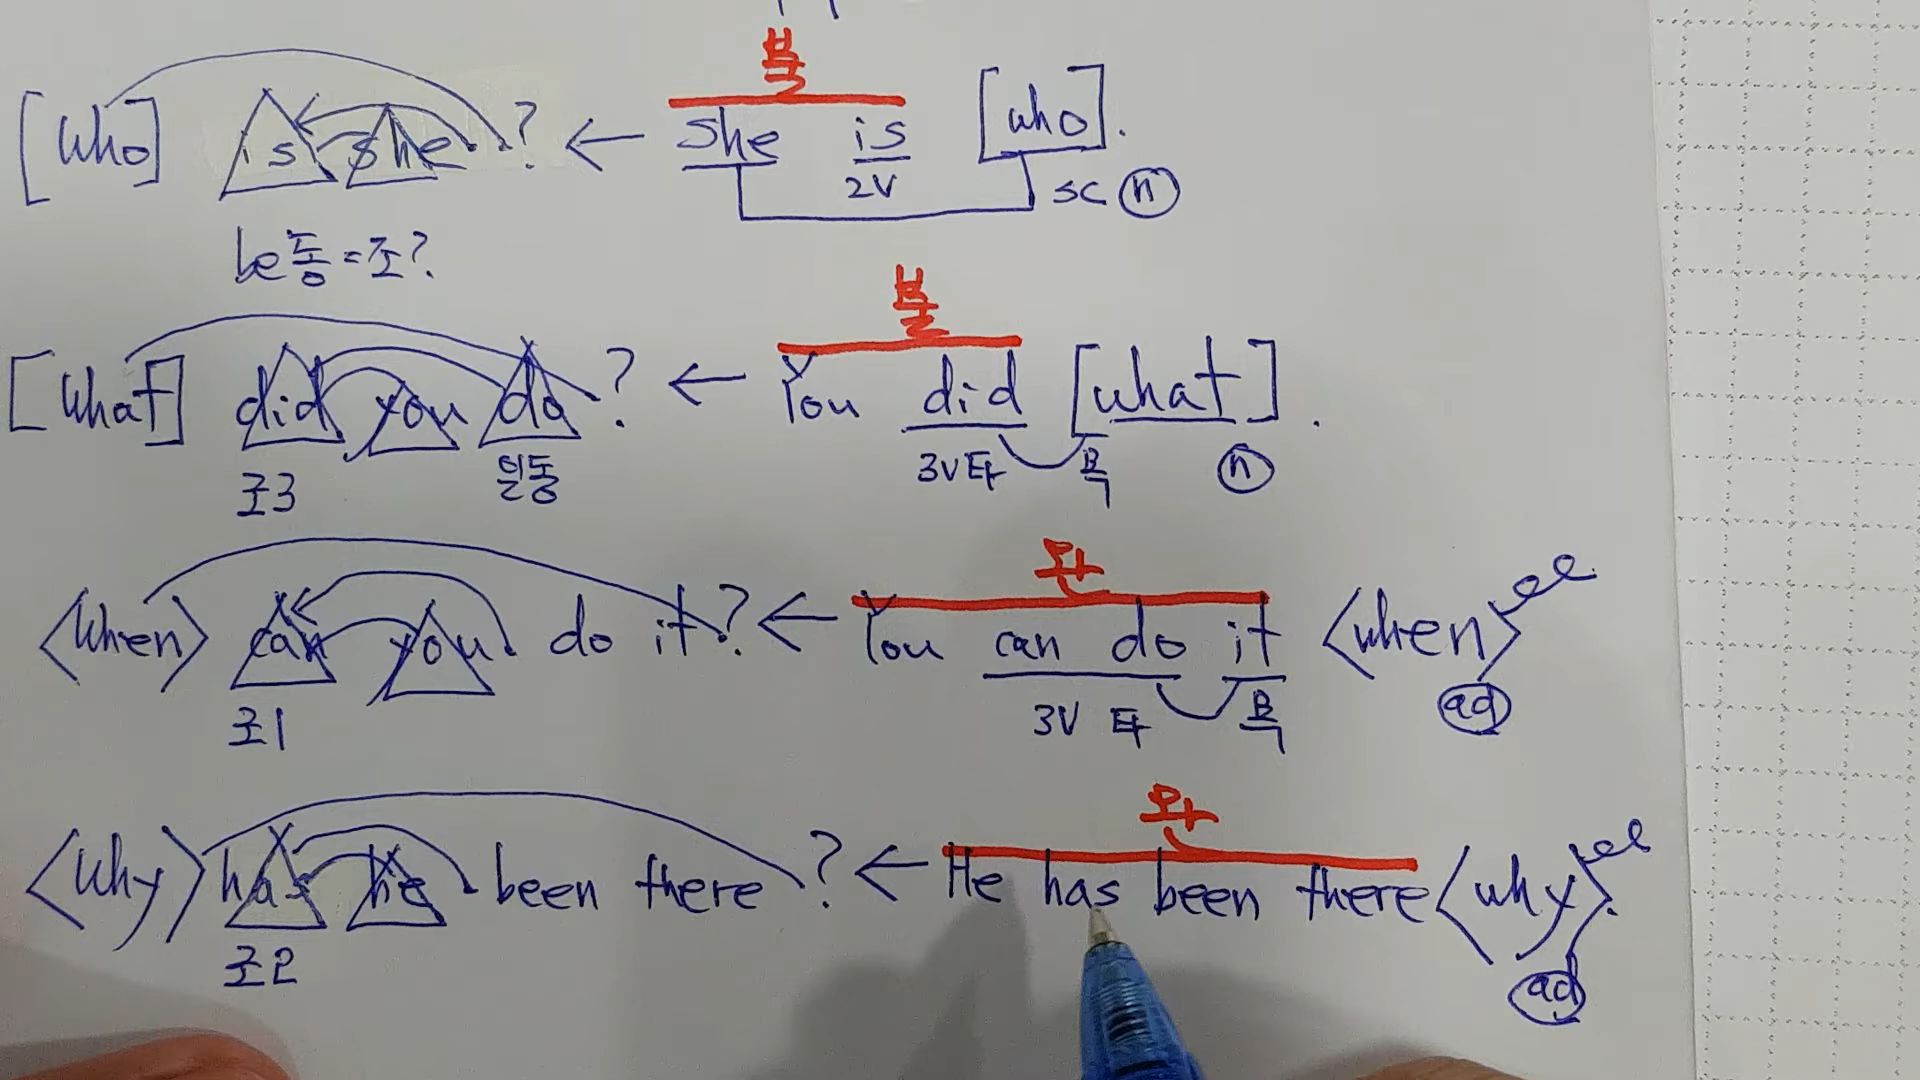 불
[Who] is she? ← She is [who].
2V SC n
be동=조?
불
[What] did you do? ← You did [what].
조3 일동 3V타 목 n
완
<When> can you do it? ← You can do it <when>
조1 3V 타 목 ad
완
<Why> has he been there? ← He has been there <why>.
조2 ad